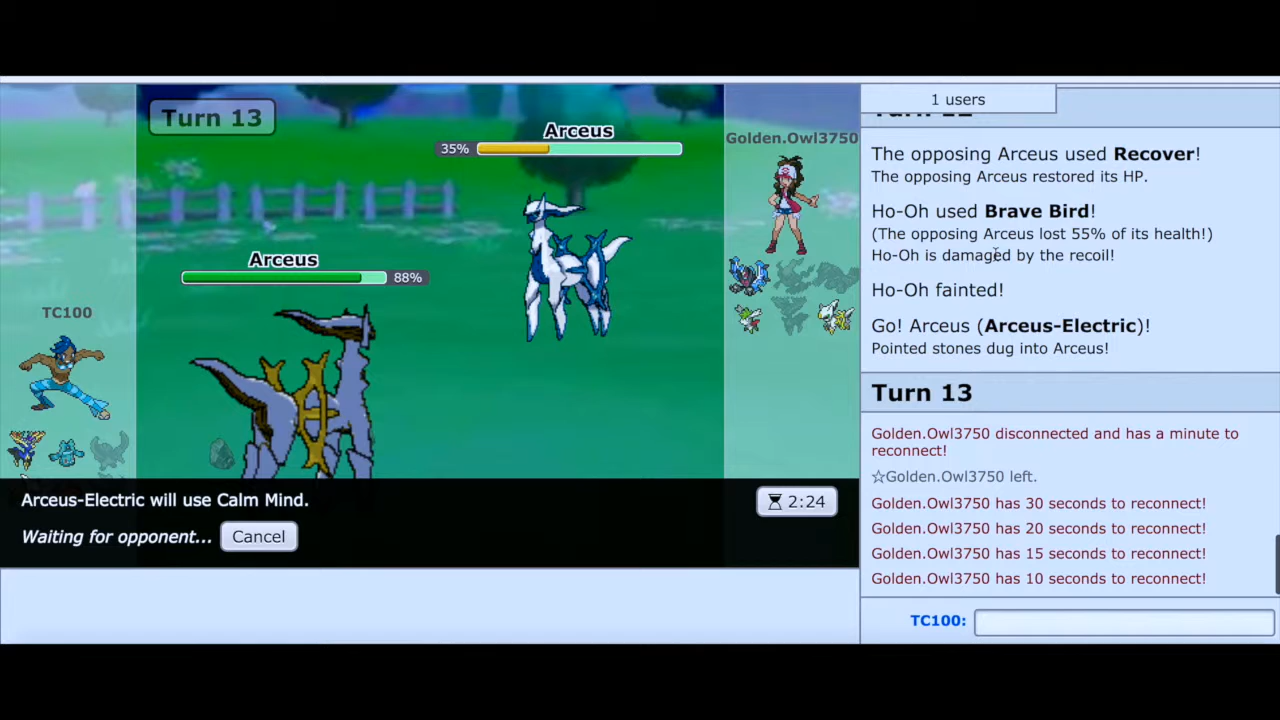 Turn 13
Arceus
35%
Arceus
88%
TC100
Golden.Owl3750
Arceus-Electric will use Calm Mind.
Waiting for opponent... Cancel
2:24
1 users
The opposing Arceus used Recover!
The opposing Arceus restored its HP.
Ho-Oh used Brave Bird!
(The opposing Arceus lost 55% of its health!)
Ho-Oh is damaged by the recoil!
Ho-Oh fainted!
Go! Arceus (Arceus-Electric)!
Pointed stones dug into Arceus!
Turn 13
Golden.Owl3750 disconnected and has a minute to
reconnect!
☆Golden.Owl3750 left.
Golden.Owl3750 has 30 seconds to reconnect!
Golden.Owl3750 has 20 seconds to reconnect!
Golden.Owl3750 has 15 seconds to reconnect!
Golden.Owl3750 has 10 seconds to reconnect!
TC100: